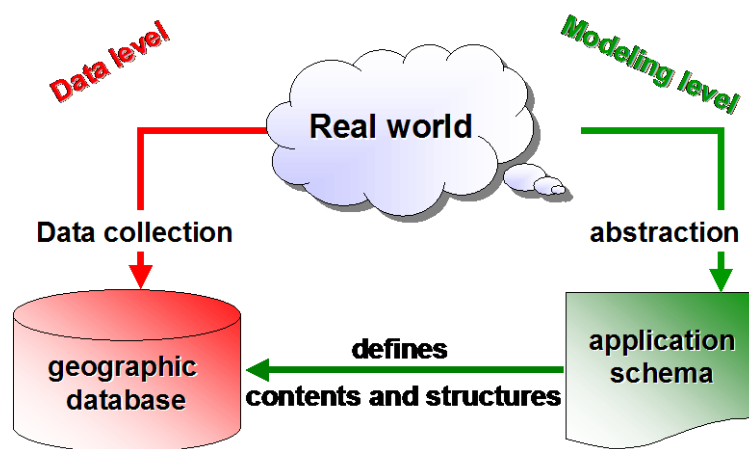 Data level
Modeling level
Real world
Data collection
abstraction
geographic
database
defines
contents and structures
application
schema